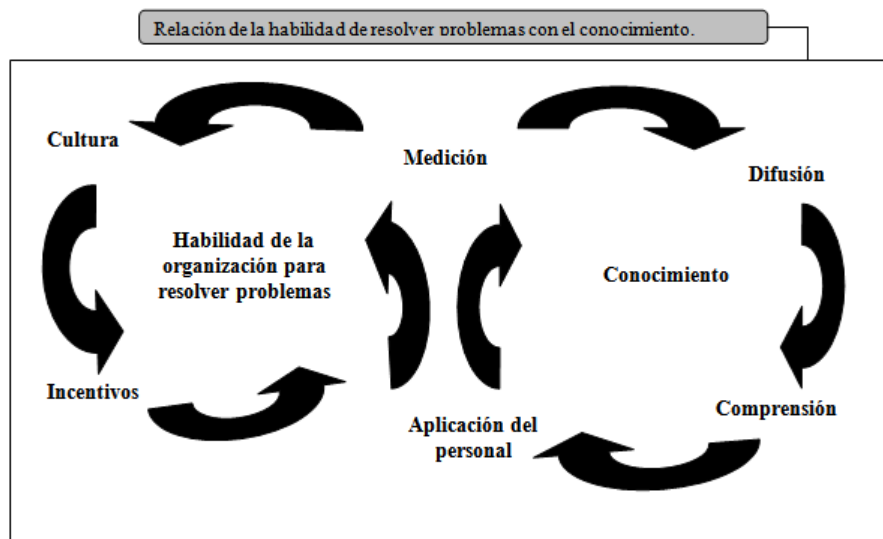 Relación de la habilidad de resolver problemas con el conocimiento.
Cultura
Medición
Difusión
Habilidad de la
organización para
resolver problemas
Conocimiento
Incentivos
Aplicación del
personal
Comprensión